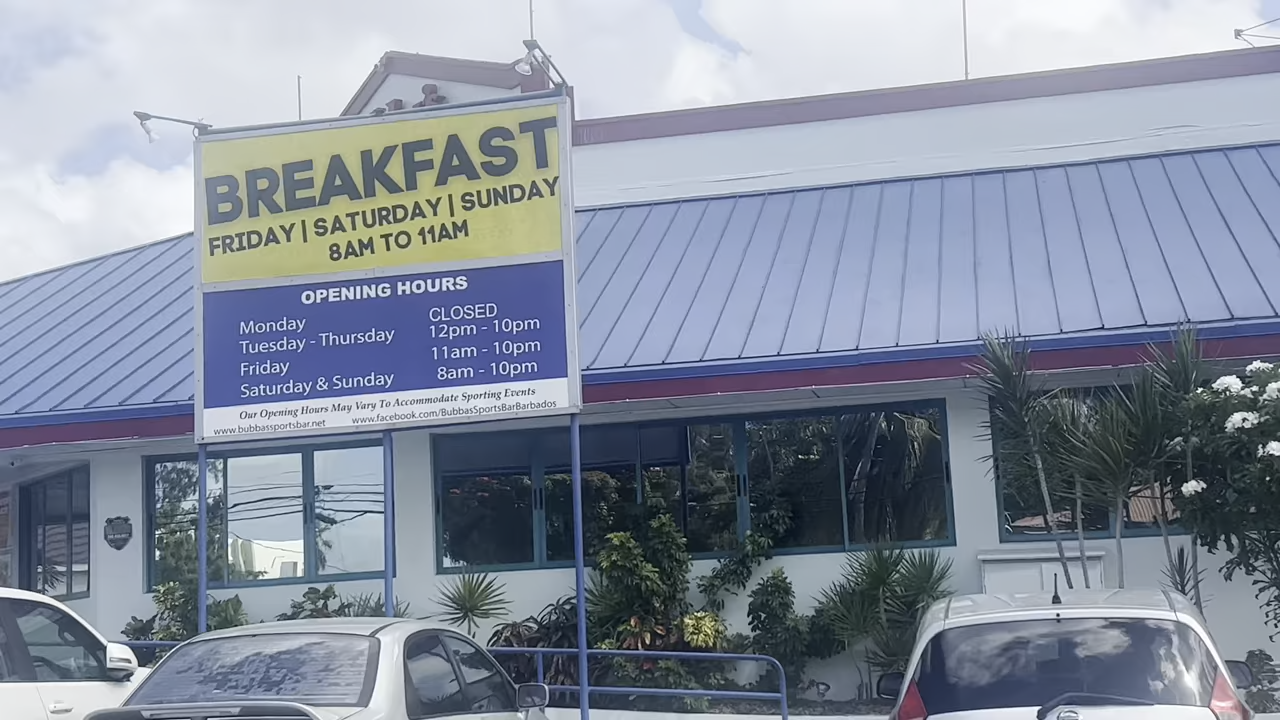 BREAKFAST
FRIDAY | SATURDAY | SUNDAY
8AM TO 11AM
OPENING HOURS
Monday CLOSED
Tuesday - Thursday 12pm - 10pm
Friday 11am - 10pm
Saturday & Sunday 8am - 10pm
Our Opening Hours May Vary To Accommodate Sporting Events
www.bubbassportsbar.net www.facebook.com/BubbasSportsBarBarbados